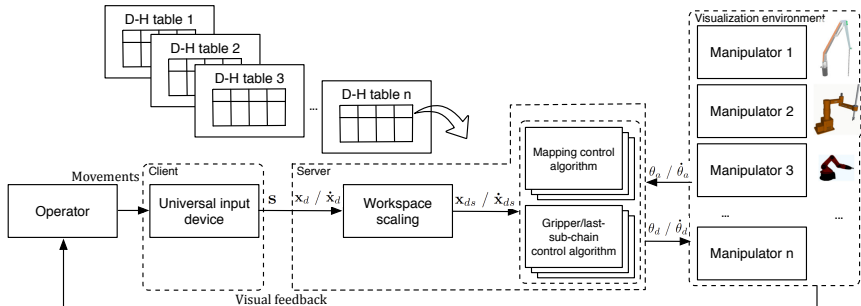 D-H table 1
D-H table 2
D-H table 3
...
D-H table n
Visualization environment
Manipulator 1
Manipulator 2
Manipulator 3
...
...
Manipulator n
Client
Server
Movements
Operator
Universal input
device
s
x_d / ẋ_d
Workspace
scaling
x_ds / ẋ_ds
Mapping control
algorithm
Gripper/last-
sub-chain
control algorithm
θ_a / θ̇_a
θ_d / θ̇_d
Visual feedback